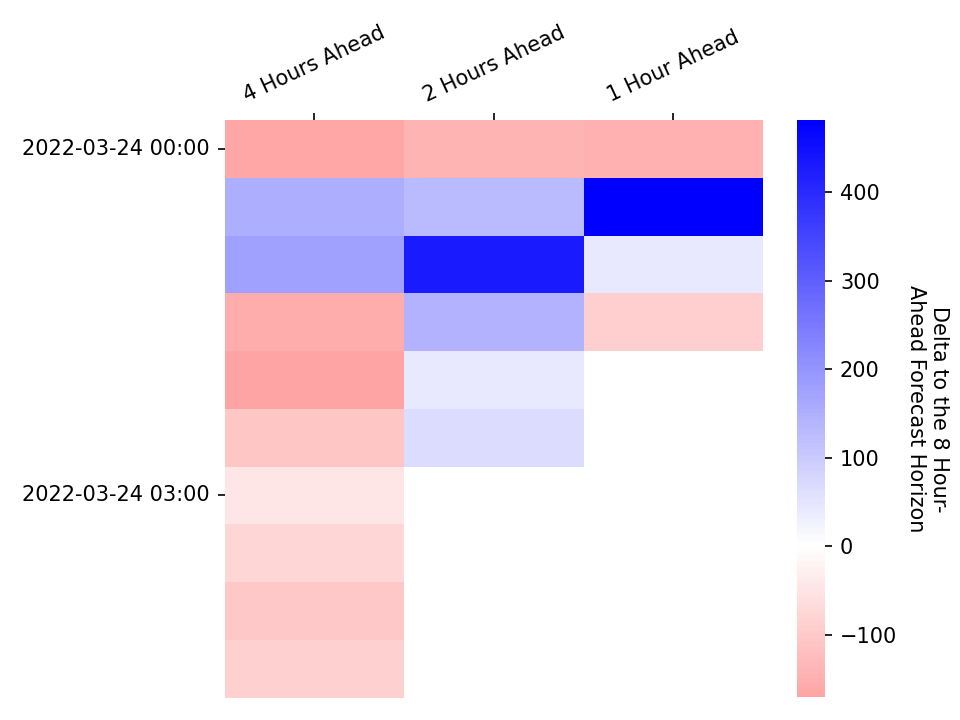 4 Hours Ahead
2 Hours Ahead
1 Hour Ahead
2022-03-24 00:00
2022-03-24 03:00
400
300
200
100
0
−100
Delta to the 8 Hour-
Ahead Forecast Horizon